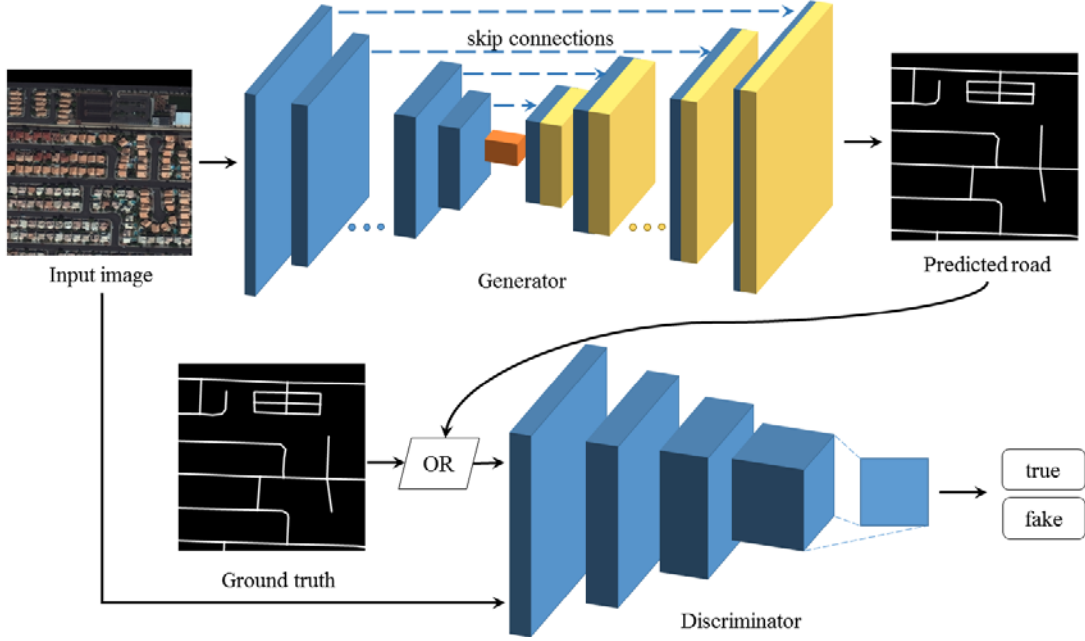 skip connections
Input image
Generator
Predicted road
OR
true
fake
Ground truth
Discriminator